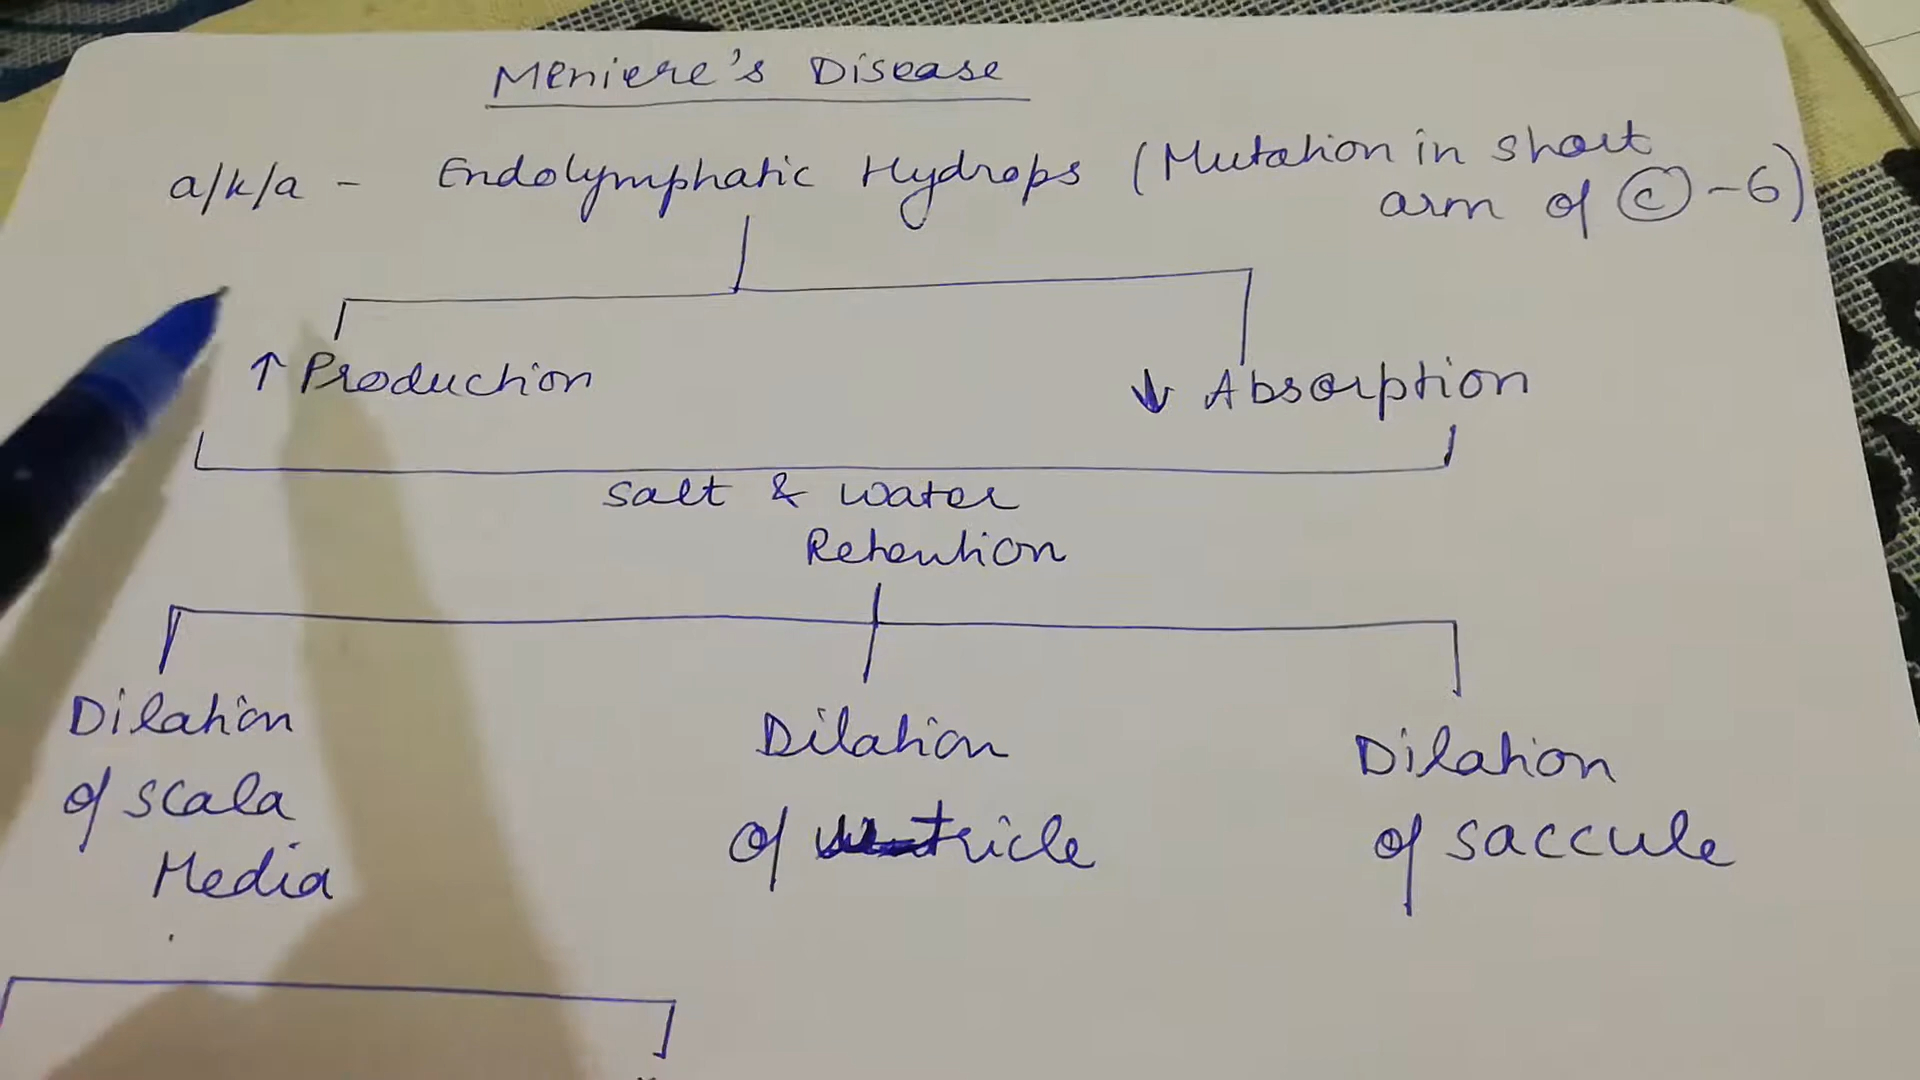 Meniere's Disease
a/k/a - Endolymphatic Hydrops (Mutation in short
arm of ⓒ-6)
↑ Production
↓ Absorption
Salt & Water
Retention
Dilation
of scala
Media
Dilation
of utricle
Dilation
of saccule